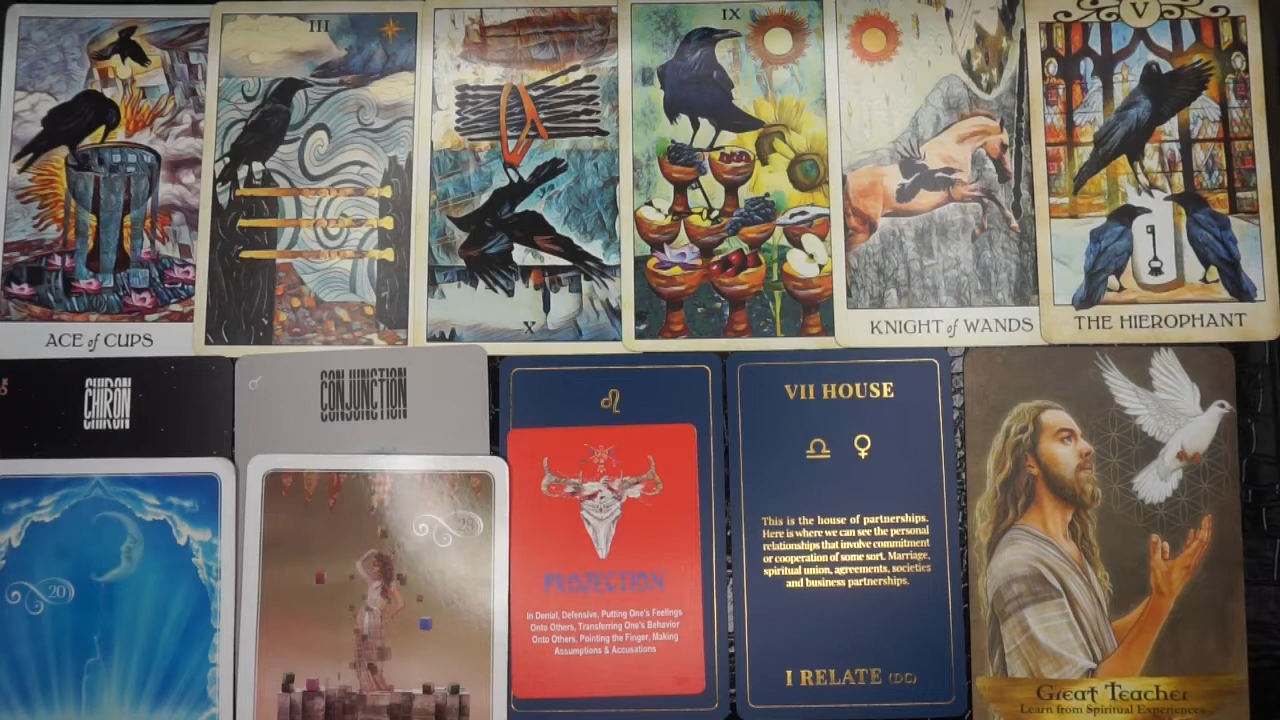 III
IX
V
X
ACE of CUPS
KNIGHT of WANDS
THE HIEROPHANT
CHIRON
CONJUNCTION
20
28
PROJECTION
In Denial, Defensive, Putting One's Feelings
Onto Others, Transferring One's Behavior
Onto Others, Pointing the Finger, Making
Assumptions & Accusations
VII HOUSE
This is the house of partnerships.
Here is where we can see the personal
relationships that involve commitment
or cooperation of some sort. Marriage,
spiritual union, agreements, societies
and business partnerships.
I RELATE (DC)
Great Teacher
Learn from Spiritual Experiences